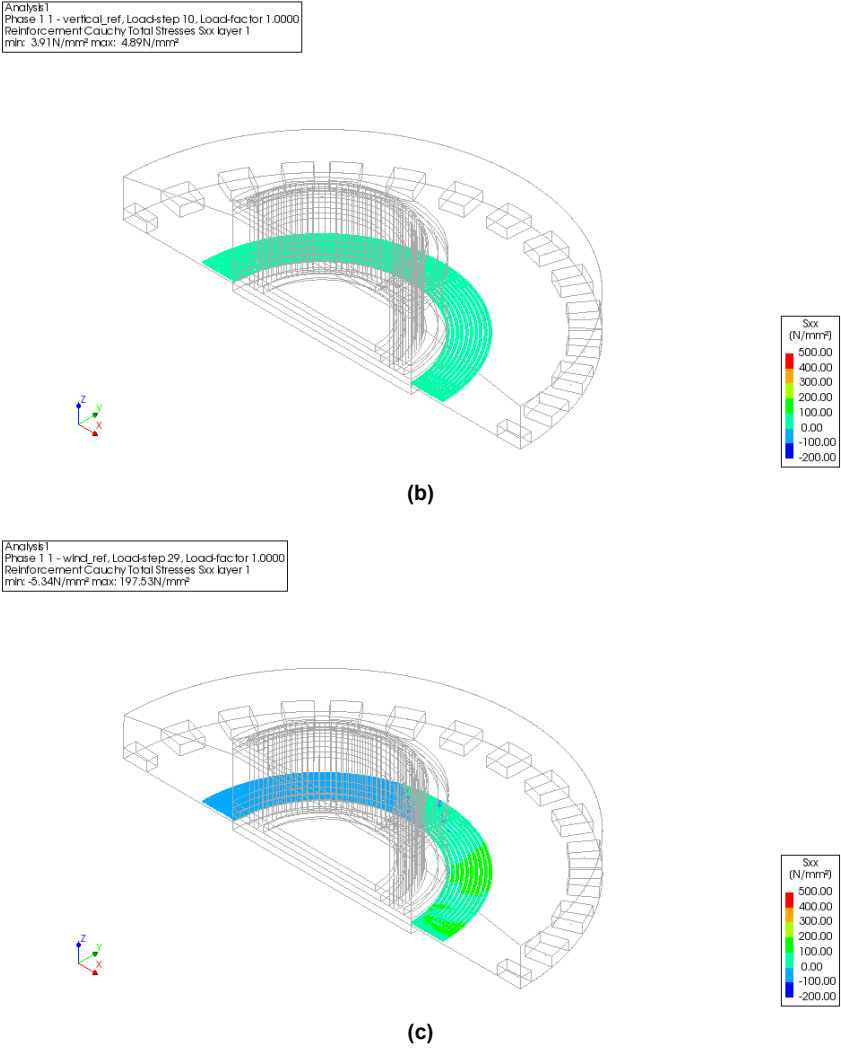 Analysis1
Phase 1 1 - vertical_ref, Load-step 10, Load-factor 1.0000
Reinforcement Cauchy Total Stresses Sxx layer 1
min: 3.91N/mm² max: 4.89N/mm²
Sxx
(N/mm²)
500.00
400.00
300.00
200.00
100.00
0.00
-100.00
-200.00
Z
Y
X
(b)
Analysis1
Phase 1 1 - wind_ref, Load-step 29, Load-factor 1.0000
Reinforcement Cauchy Total Stresses Sxx layer 1
min: -5.34N/mm² max: 197.53N/mm²
Sxx
(N/mm²)
500.00
400.00
300.00
200.00
100.00
0.00
-100.00
-200.00
Z
Y
X
(c)